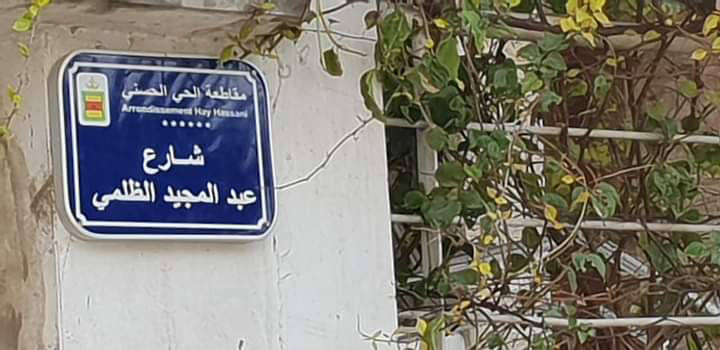 مقاطعة الحي الحسني
Arrondissement Hay Hassani
******
شارع
عبد المجيد الظلمي